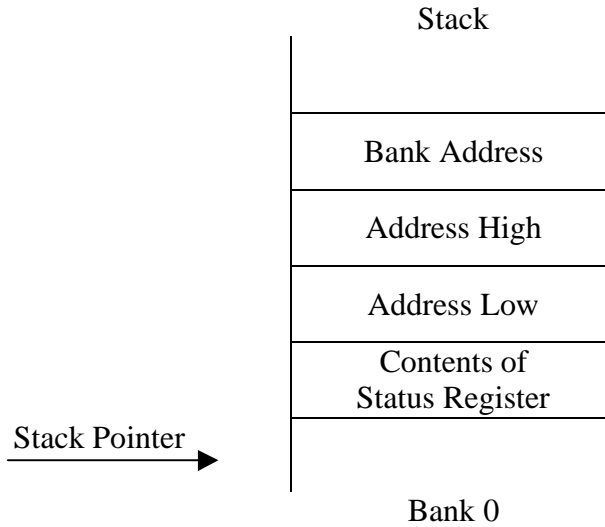 Stack
Bank Address
Address High
Address Low
Contents of
Status Register
Stack Pointer
Bank 0